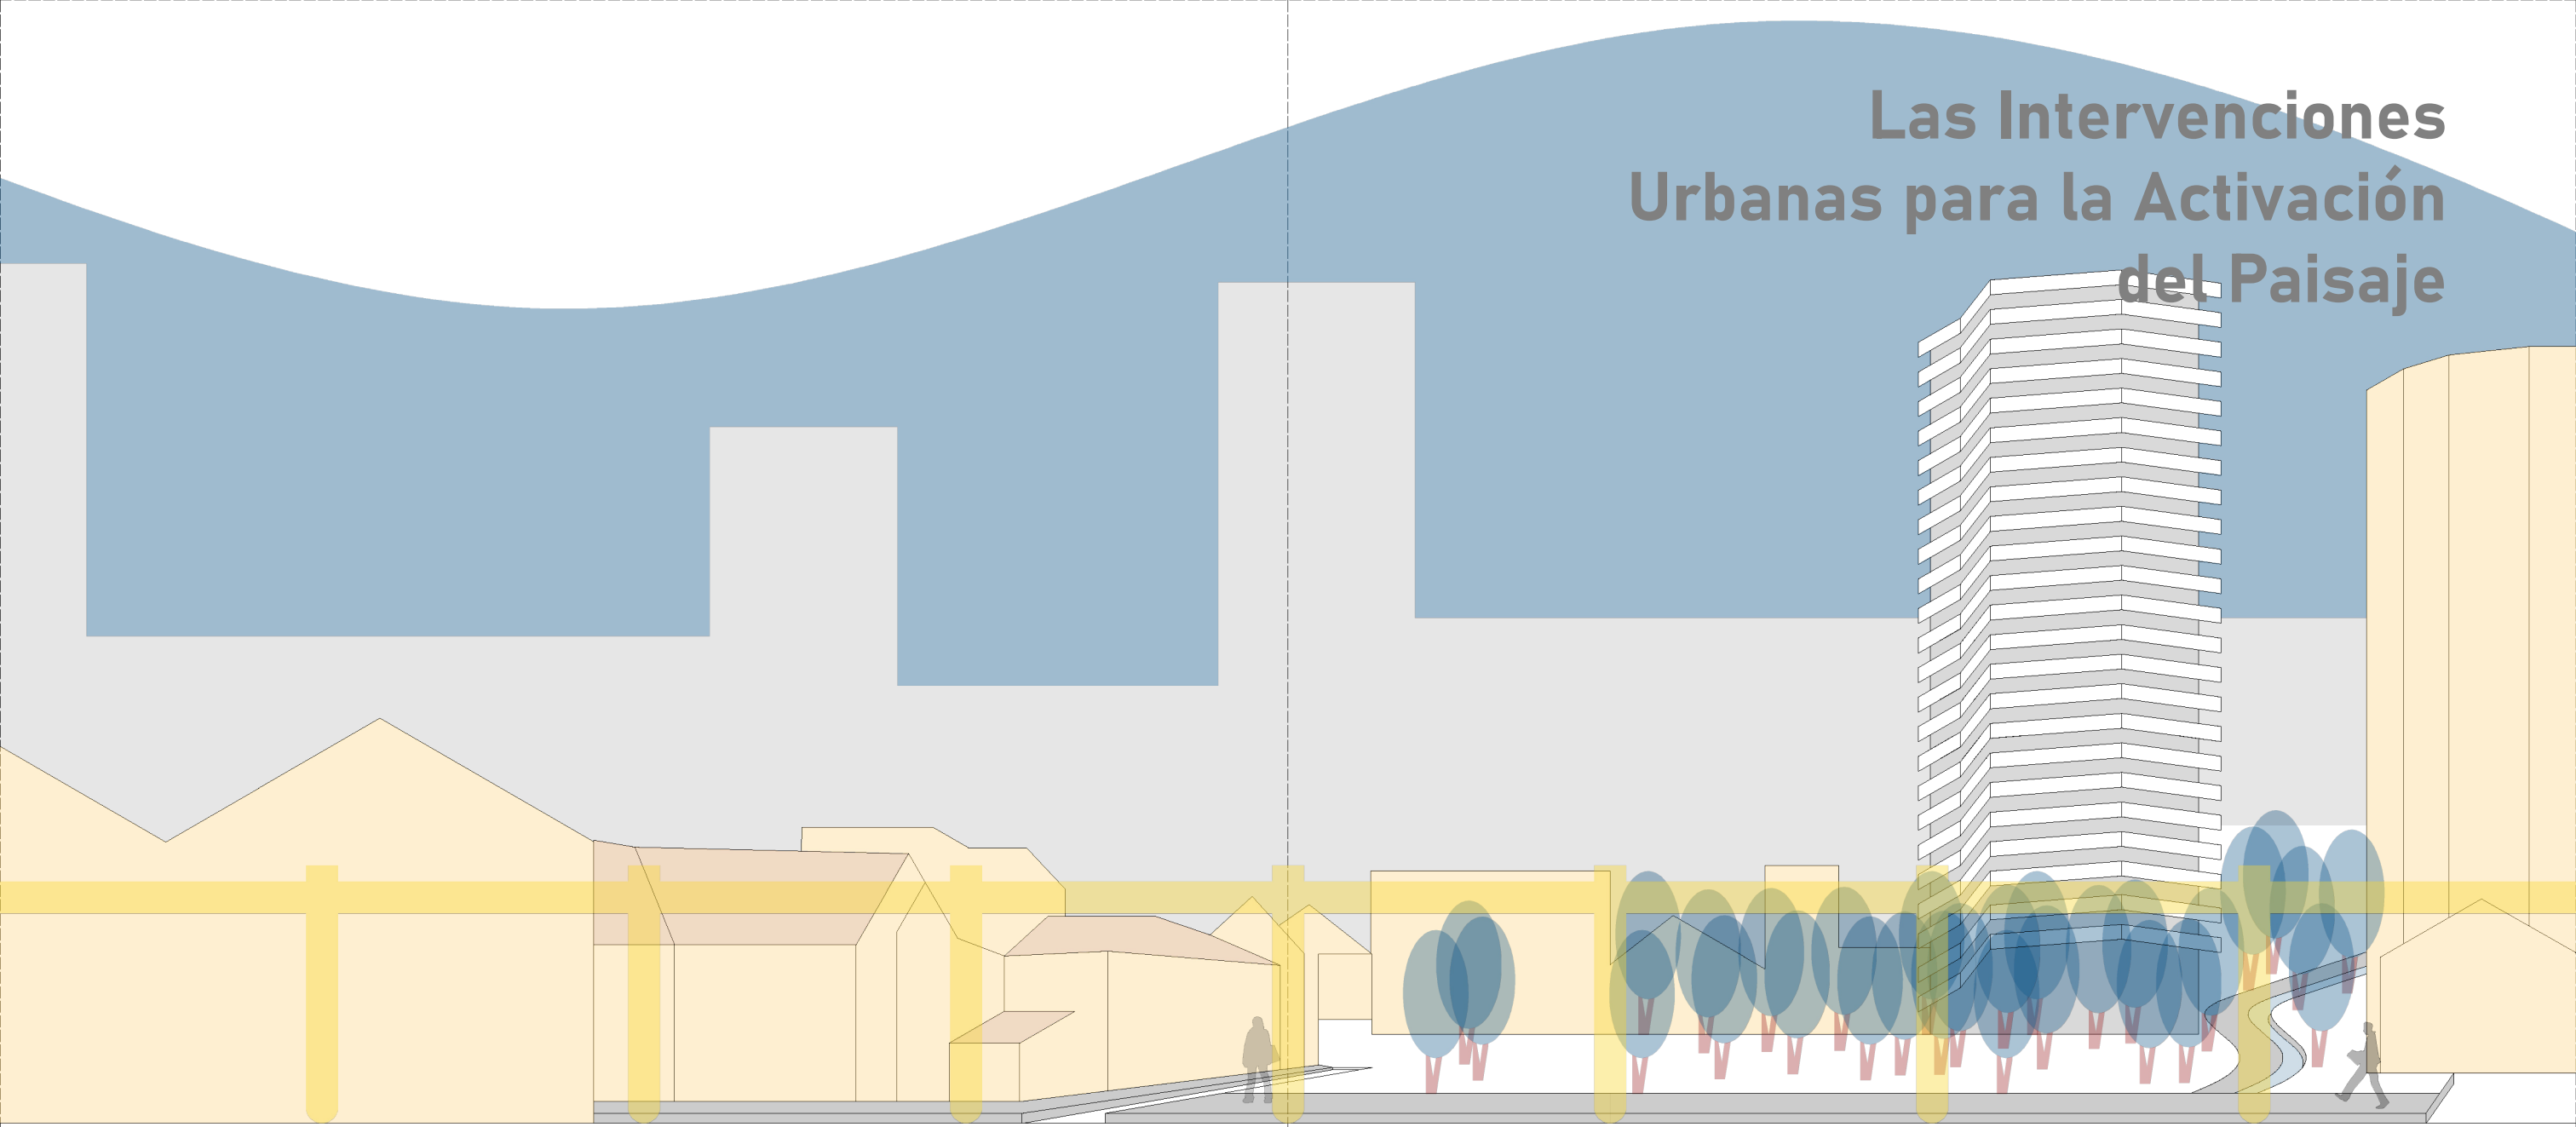 Las Intervenciones
Urbanas para la Activación
del Paisaje